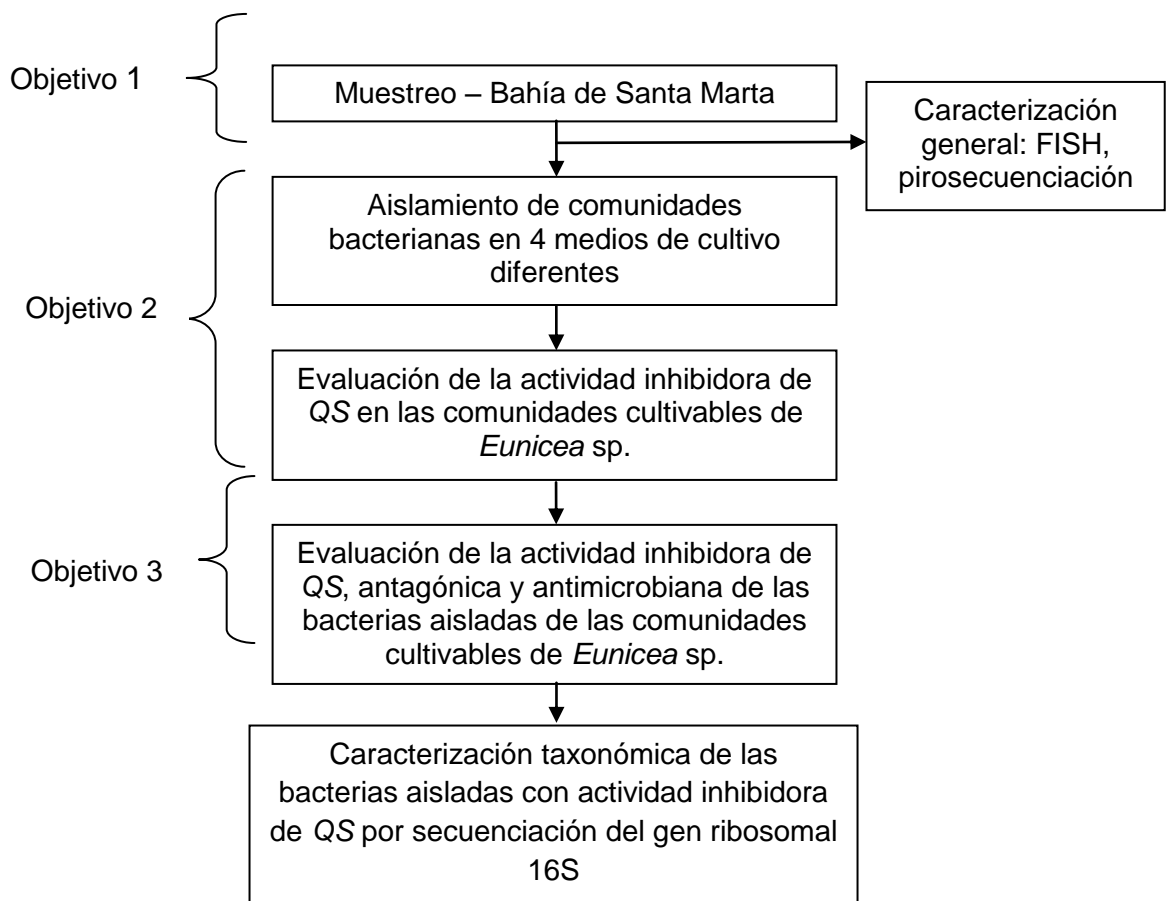 Objetivo 1
Muestreo – Bahía de Santa Marta
Caracterización
general: FISH,
pirosecuenciación
Aislamiento de comunidades
bacterianas en 4 medios de cultivo
diferentes
Objetivo 2
Evaluación de la actividad inhibidora de
QS en las comunidades cultivables de
Eunicea sp.
Objetivo 3
Evaluación de la actividad inhibidora de
QS, antagónica y antimicrobiana de las
bacterias aisladas de las comunidades
cultivables de Eunicea sp.
Caracterización taxonómica de las
bacterias aisladas con actividad inhibidora
de QS por secuenciación del gen ribosomal
16S